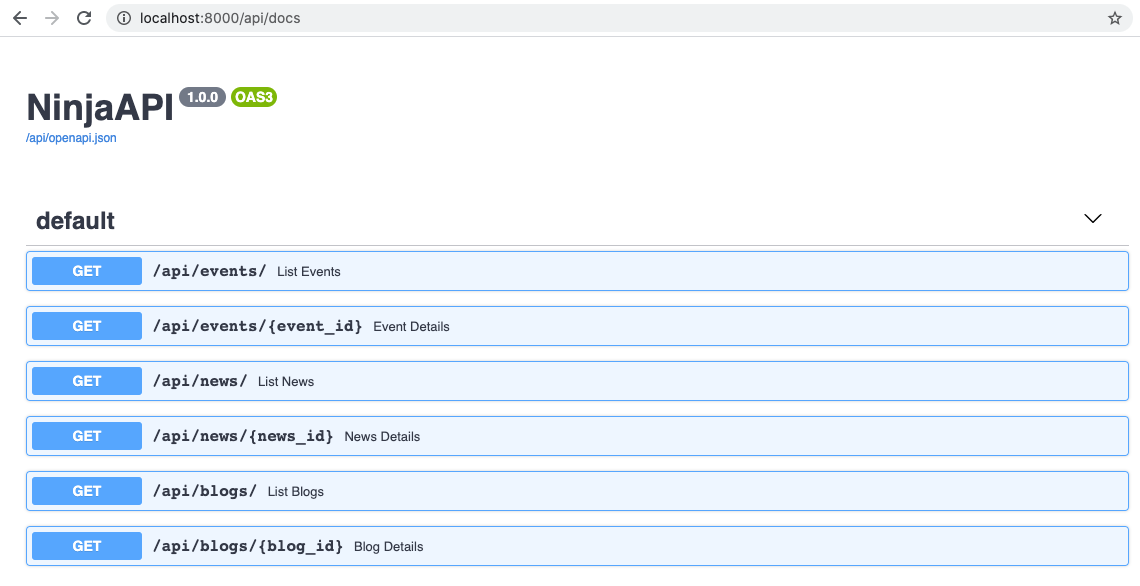 localhost:8000/api/docs
NinjaAPI 1.0.0 OAS3
/api/openapi.json
default
GET /api/events/ List Events
GET /api/events/{event_id} Event Details
GET /api/news/ List News
GET /api/news/{news_id} News Details
GET /api/blogs/ List Blogs
GET /api/blogs/{blog_id} Blog Details